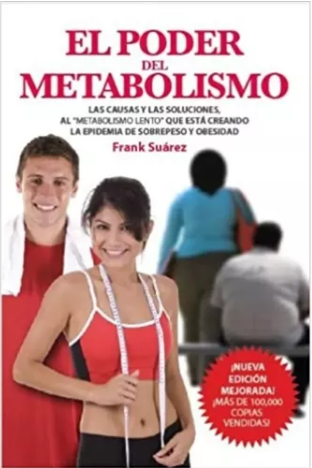 EL PODER
DEL
METABOLISMO
LAS CAUSAS Y LAS SOLUCIONES,
AL "METABOLISMO LENTO" QUE ESTÁ CREANDO
LA EPIDEMIA DE SOBREPESO Y OBESIDAD
Frank Suárez
¡NUEVA
EDICIÓN
MEJORADA!
¡MÁS DE 100,000
COPIAS
VENDIDAS!